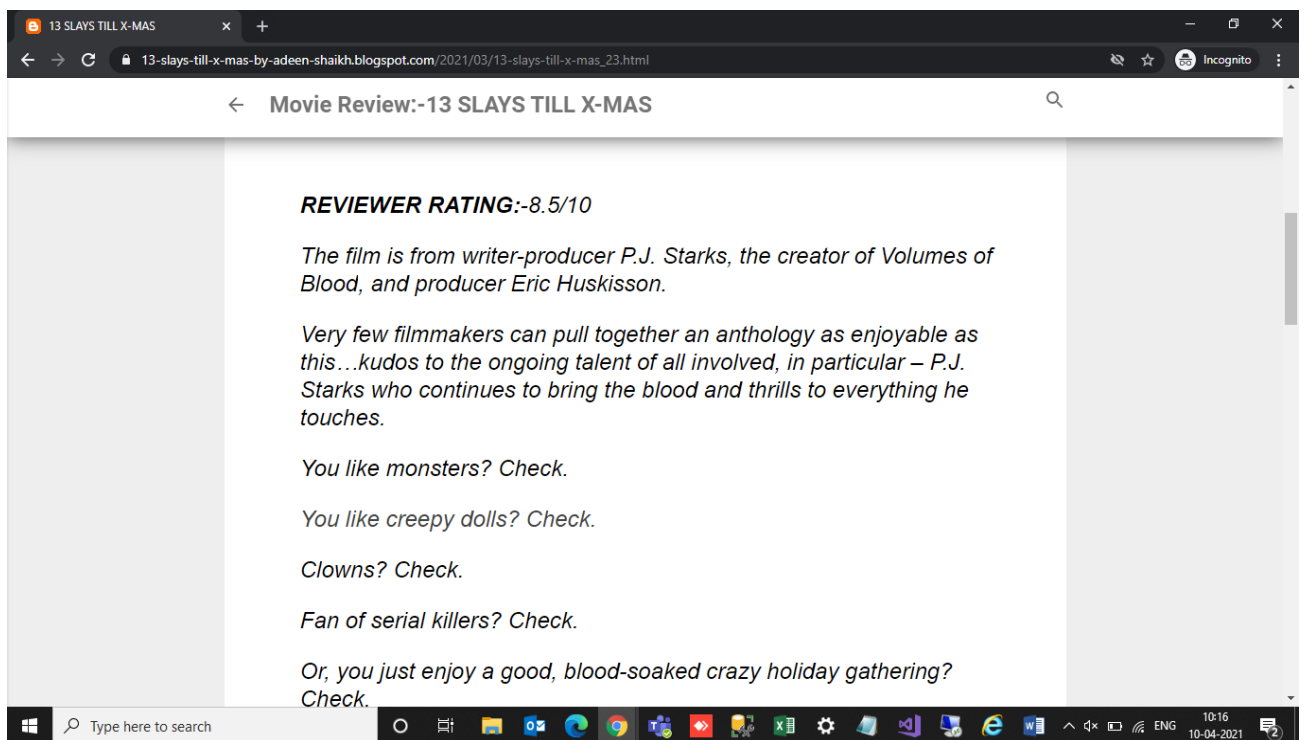 13 SLAYS TILL X-MAS
13-slays-till-x-mas-by-adeen-shaikh.blogspot.com/2021/03/13-slays-till-x-mas_23.html
Incognito
Movie Review:-13 SLAYS TILL X-MAS
REVIEWER RATING:-8.5/10
The film is from writer-producer P.J. Starks, the creator of Volumes of
Blood, and producer Eric Huskisson.
Very few filmmakers can pull together an anthology as enjoyable as
this…kudos to the ongoing talent of all involved, in particular – P.J.
Starks who continues to bring the blood and thrills to everything he
touches.
You like monsters? Check.
You like creepy dolls? Check.
Clowns? Check.
Fan of serial killers? Check.
Or, you just enjoy a good, blood-soaked crazy holiday gathering?
Check.
Type here to search
ENG
10:16
10-04-2021
2